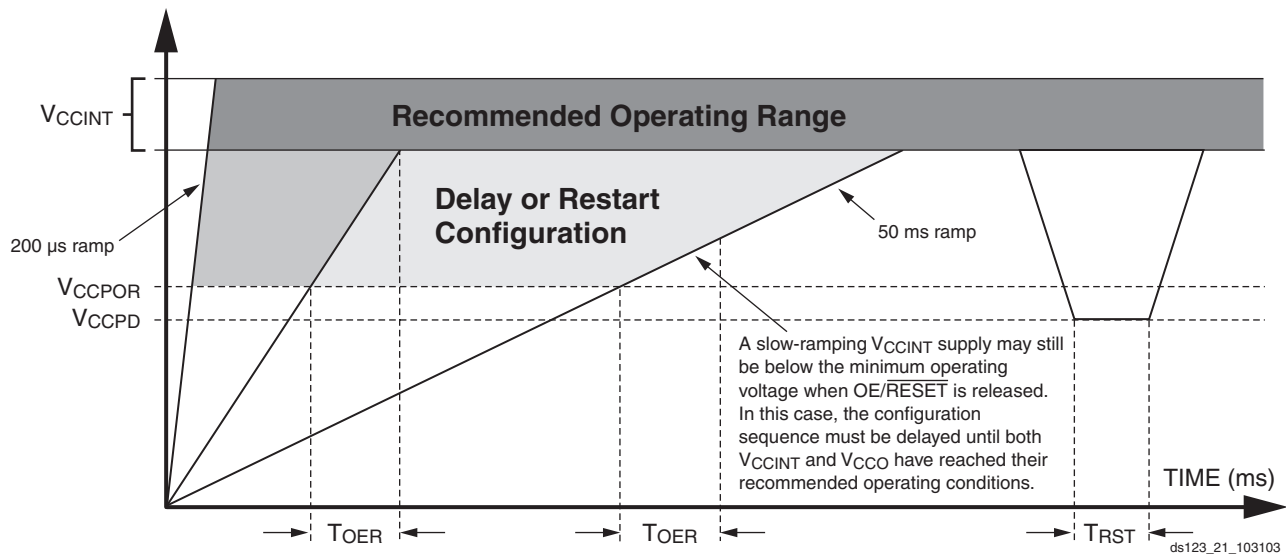 VCCINT
Recommended Operating Range
Delay or Restart
Configuration
200 µs ramp
50 ms ramp
VCCPOR
VCCPD
A slow-ramping VCCINT supply may still
be below the minimum operating
voltage when OE/RESET is released.
In this case, the configuration
sequence must be delayed until both
VCCINT and VCCO have reached their
recommended operating conditions.
TIME (ms)
TOER
TOER
TRST
ds123_21_103103